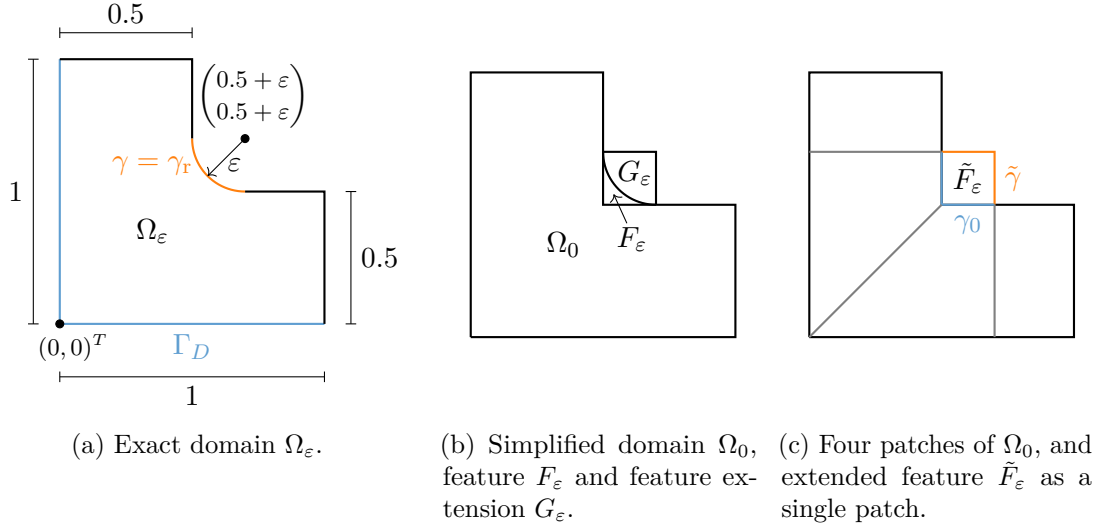 0.5
(0.5 + ε
0.5 + ε)
γ = γr
ε
1
Ωε
0.5
(0, 0)T
ΓD
1
(a) Exact domain Ωε.
Gε
Ω0
Fε
(b) Simplified domain Ω0,
feature Fε and feature ex-
tension Gε.
F̃ε
γ̃
γ0
(c) Four patches of Ω0, and
extended feature F̃ε as a
single patch.